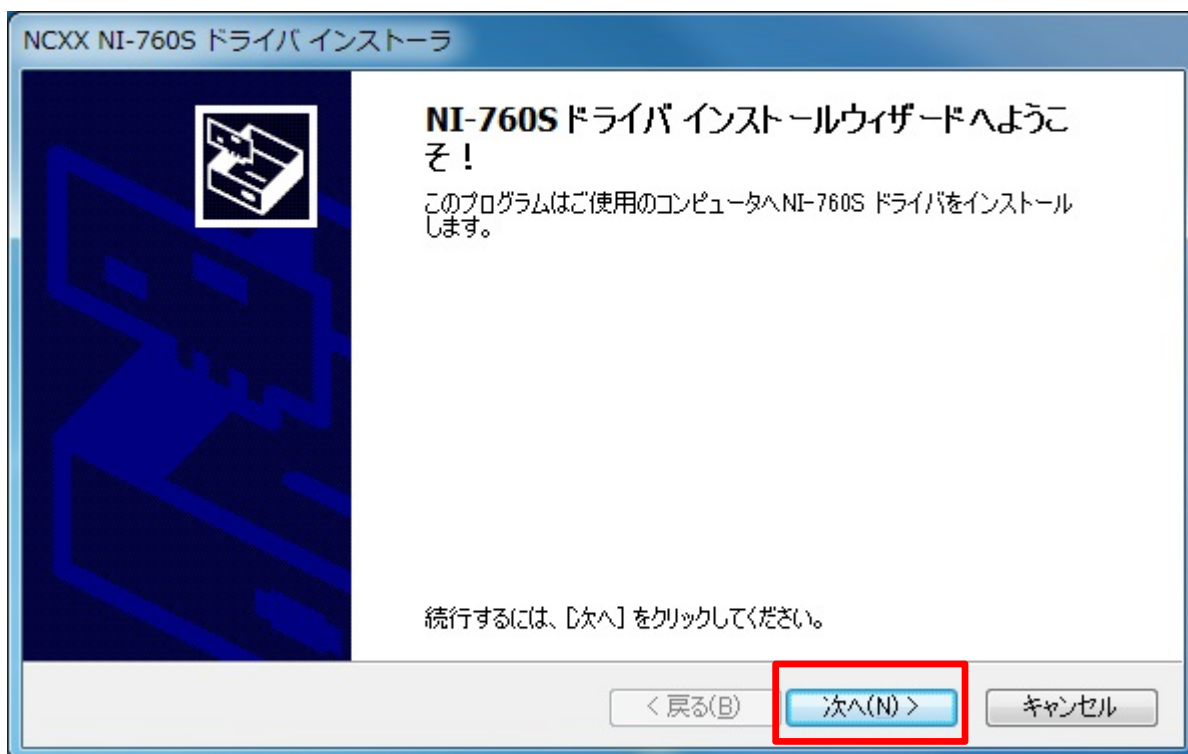 NCXX NI-760S ドライバ インストーラ
NI-760S ドライバ インストールウィザードへようこ
そ！
このプログラムはご使用のコンピュータへNI-760S ドライバをインストール
します。
続行するには、[次へ] をクリックしてください。
< 戻る(B) 次へ(N) > キャンセル